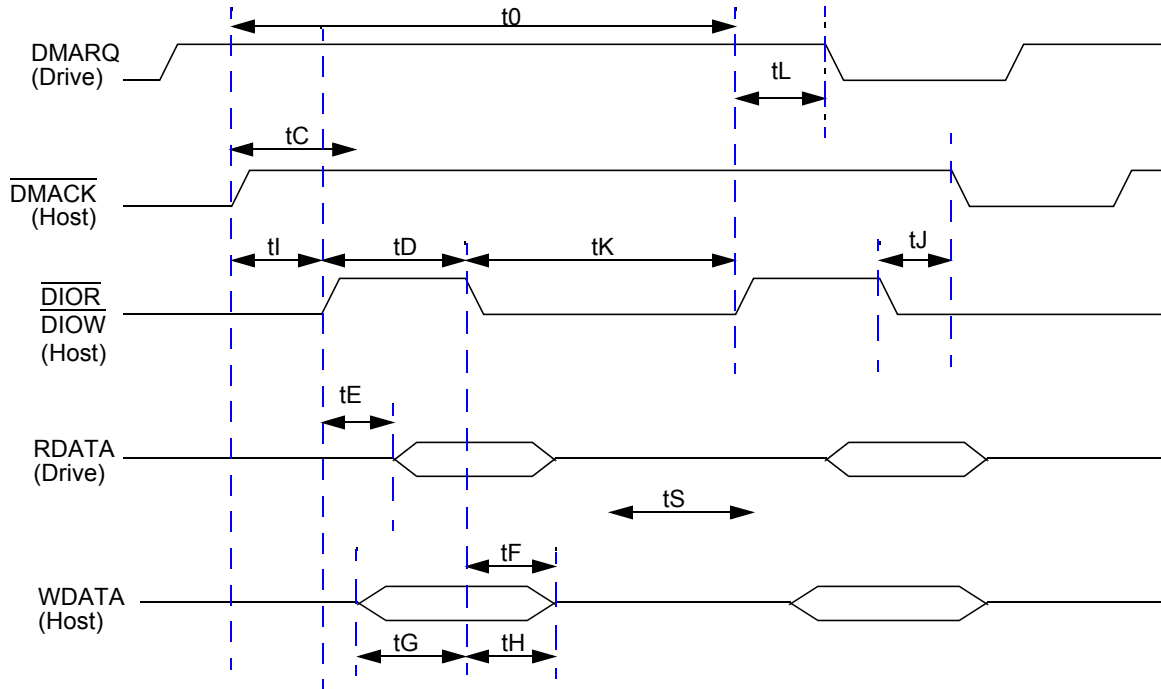 t0
DMARQ
(Drive)
tL
tC
DMACK
(Host)
tI
tD
tK
tJ
DIOR
DIOW
(Host)
tE
RDATA
(Drive)
tS
tF
WDATA
(Host)
tG
tH